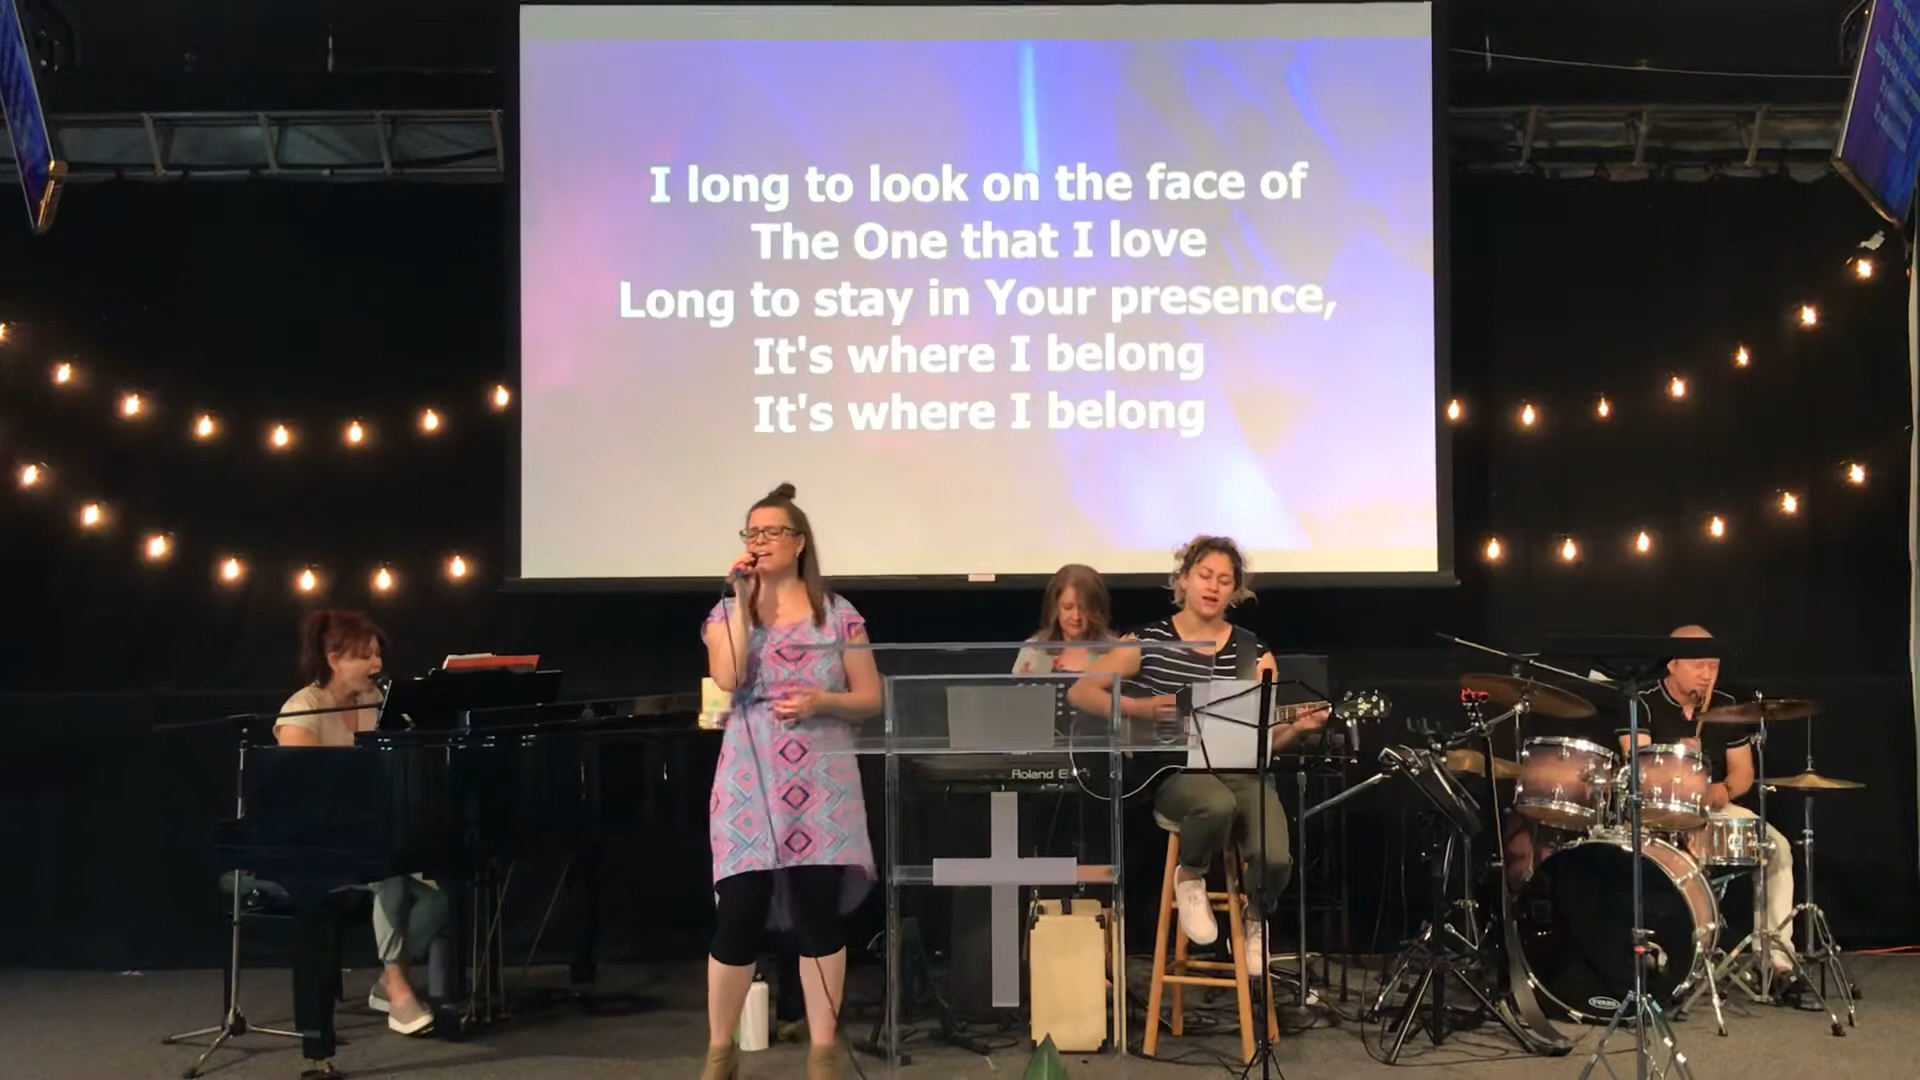 I long to look on the face of
The One that I love
Long to stay in Your presence,
It's where I belong
It's where I belong
Roland E
EVANS